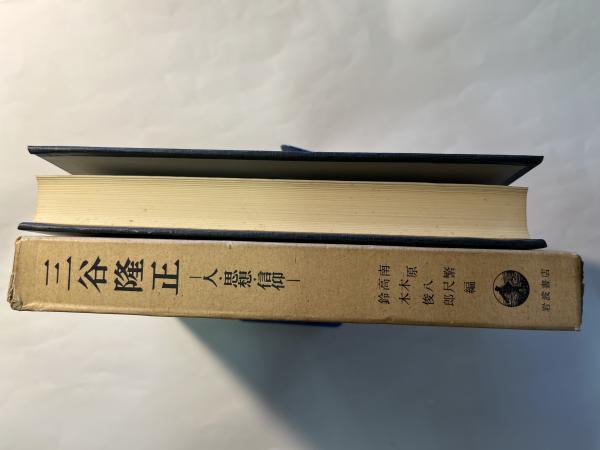 三谷隆正
—人・思想・信仰—
南原繁
高木八尺
鈴木俊郎
編
岩波書店